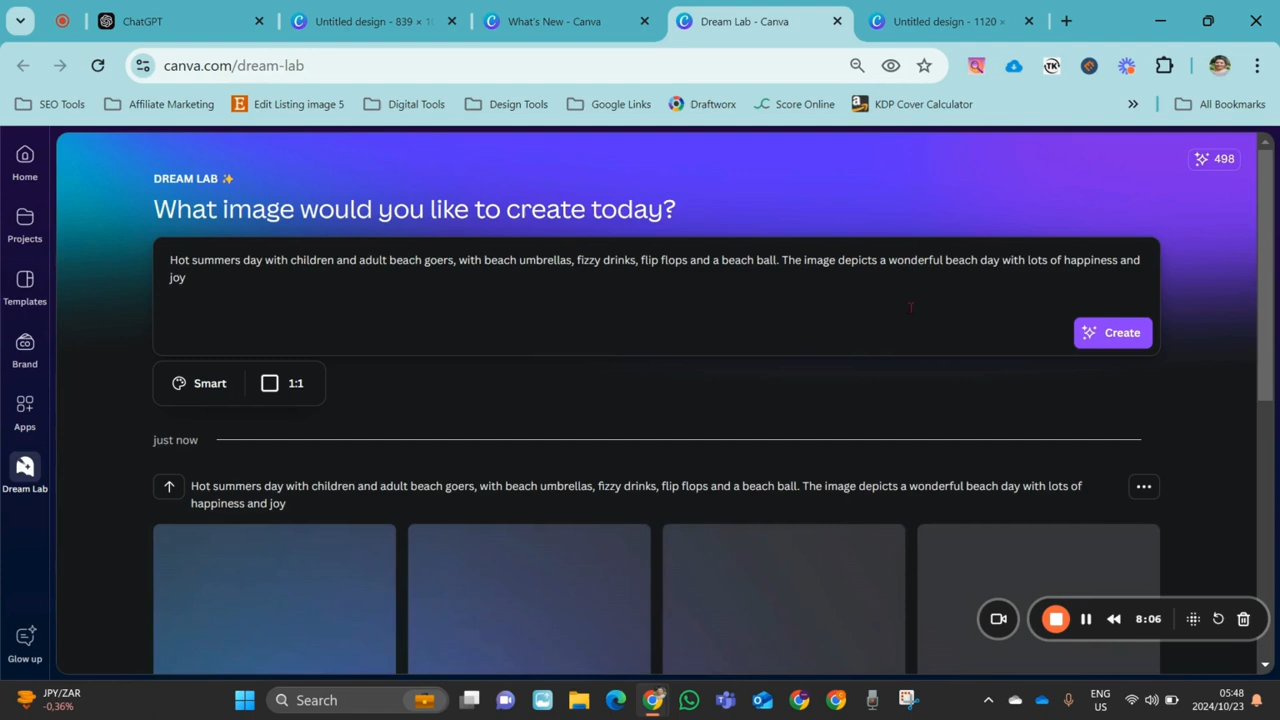 ChatGPT
Untitled design - 839 × 1
What's New - Canva
Dream Lab - Canva
Untitled design - 1120 ×
canva.com/dream-lab
SEO Tools
Affiliate Marketing
Edit Listing image 5
Digital Tools
Design Tools
Google Links
Draftworx
Score Online
KDP Cover Calculator
All Bookmarks
Home
Projects
Templates
Brand
Apps
Dream Lab
Glow up
498
DREAM LAB ✨
What image would you like to create today?
Hot summers day with children and adult beach goers, with beach umbrellas, fizzy drinks, flip flops and a beach ball. The image depicts a wonderful beach day with lots of happiness and
joy
Create
Smart
1:1
just now
Hot summers day with children and adult beach goers, with beach umbrellas, fizzy drinks, flip flops and a beach ball. The image depicts a wonderful beach day with lots of
happiness and joy
8:06
JPY/ZAR
-0,36%
Search
ENG
US
05:48
2024/10/23